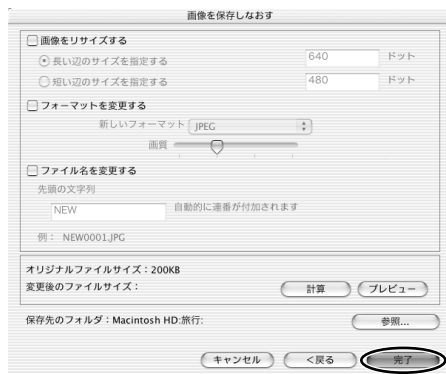 画像を保存しなおす
画像をリサイズする
長い辺のサイズを指定する 640 ドット
短い辺のサイズを指定する 480 ドット
フォーマットを変更する
新しいフォーマット JPEG
画質
ファイル名を変更する
先頭の文字列
NEW 自動的に連番が付加されます
例： NEW0001.JPG
オリジナルファイルサイズ：200KB
変更後のファイルサイズ： 計算 プレビュー
保存先のフォルダ：Macintosh HD:旅行: 参照...
キャンセル <戻る 完了